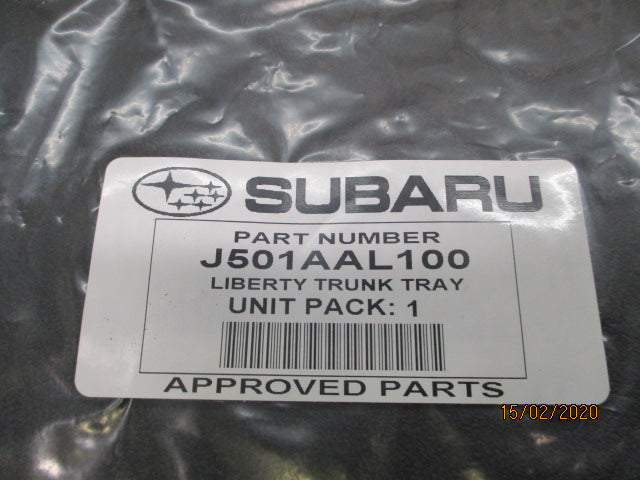 SUBARU
PART NUMBER
J501AAL100
LIBERTY TRUNK TRAY
UNIT PACK: 1
APPROVED PARTS
15/02/2020